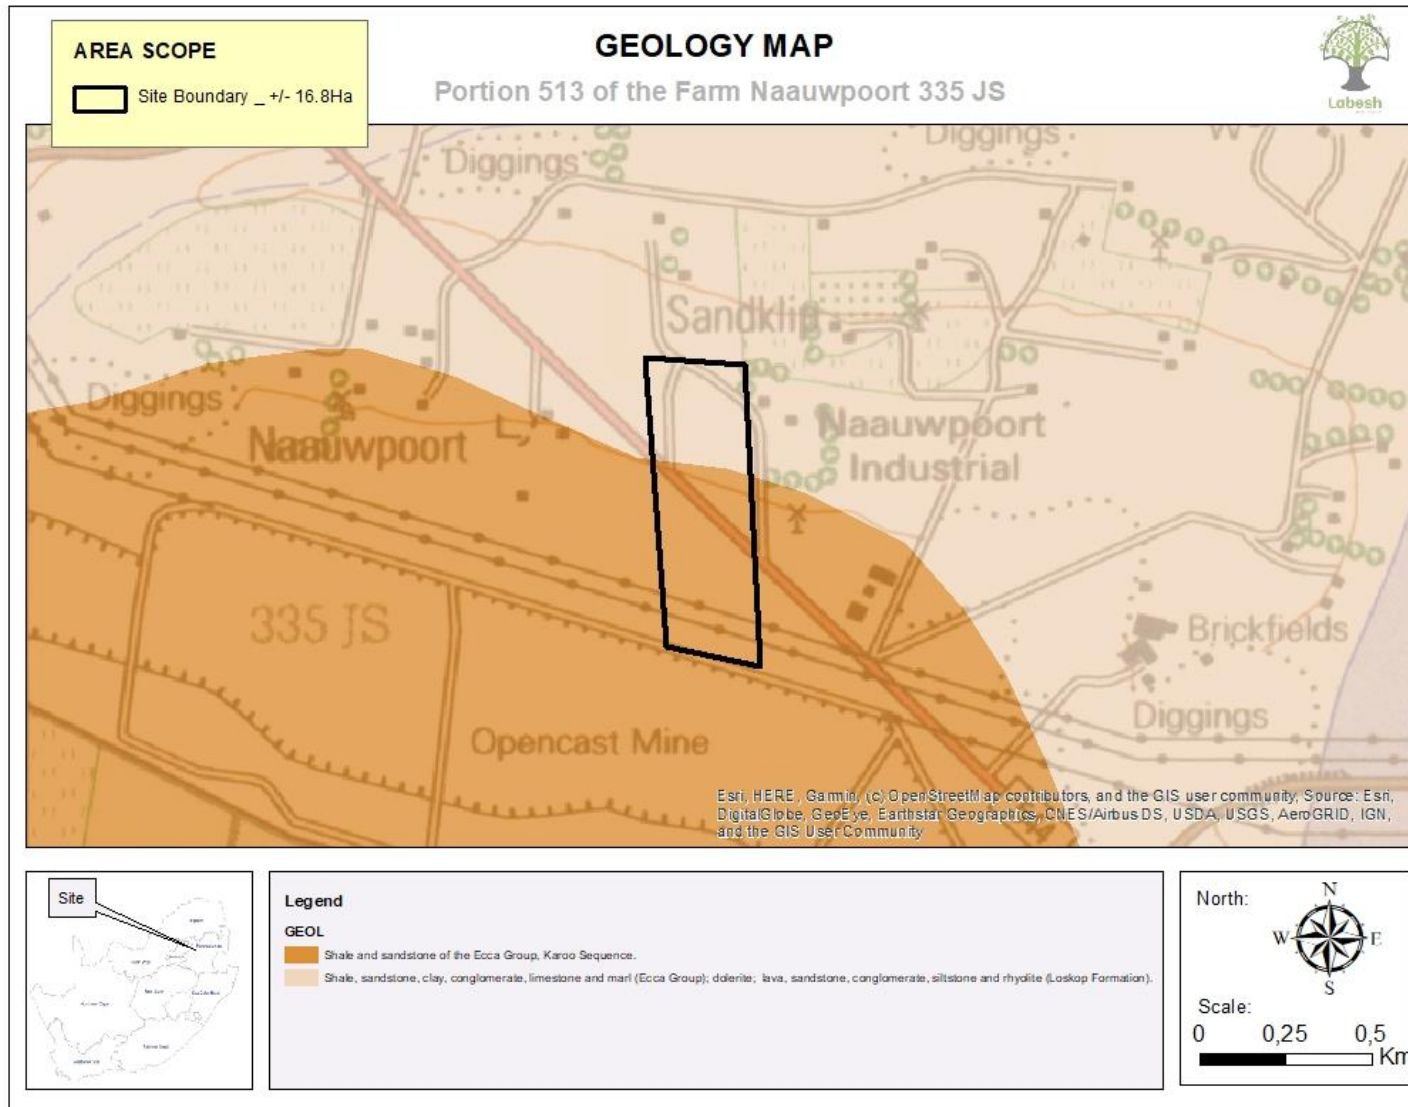 AREA SCOPE
Site Boundary _ +/- 16.8Ha
GEOLOGY MAP
Portion 513 of the Farm Naauwpoort 335 JS
Labesh
Diggings
Diggings
W
Sandklip
Diggings
Naauwpoort
Naauwpoort
Industrial
335 JS
Brickfields
Diggings
Opencast Mine
Esri, HERE, Garmin, (c) OpenStreetMap contributors, and the GIS user community, Source: Esri,
DigitalGlobe, GeoEye, Earthstar Geographics, CNES/Airbus DS, USDA, USGS, AeroGRID, IGN,
and the GIS User Community
Site
Legend
GEOL
Shale and sandstone of the Ecca Group, Karoo Sequence.
Shale, sandstone, clay, conglomerate, limestone and marl (Ecca Group); dolerite; lava, sandstone, conglomerate, siltstone and rhyolite (Loskop Formation).
North:
N
W E
S
Scale:
0 0,25 0,5
Km